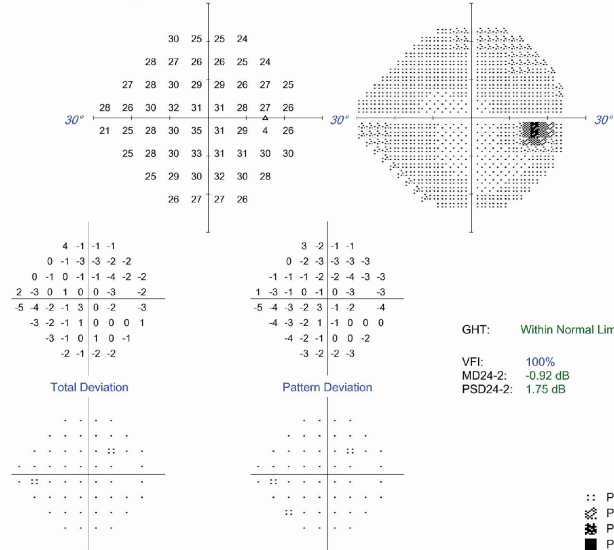 30 25 25 24
28 27 26 28 25 24
27 28 30 29 29 26 27 25
28 26 30 32 31 31 28 27 26
30° 30° 30°
21 25 28 30 35 31 29 4 26
25 28 30 33 31 31 30 30
25 29 30 32 30 28
26 27 27 26
4 -1 -1 -1
0 -1 -3 -3 -2 -2
0 -1 0 -1 -1 -4 -2 -2
2 -3 0 1 0 0 -3 -2
-5 -4 -2 -1 3 0 -2 -3
-3 -2 -1 1 0 0 0 1
-3 -1 0 1 0 -1
-2 -1 -2 -2
Total Deviation
3 -2 -1 -1
0 -2 -3 -3 -3 -3
1 -3 -1 0 -1 0 -3 -3
-5 -4 -2 -3 3 -1 -2 -4
-4 -3 -2 1 -1 0 0 0
-4 -2 -1 0 -1 -2
-3 -2 -2 -3
Pattern Deviation
GHT: Within Normal Lim
VFI: 100%
MD24-2: -0.92 dB
PSD24-2: 1.75 dB
:: P
P
P
P